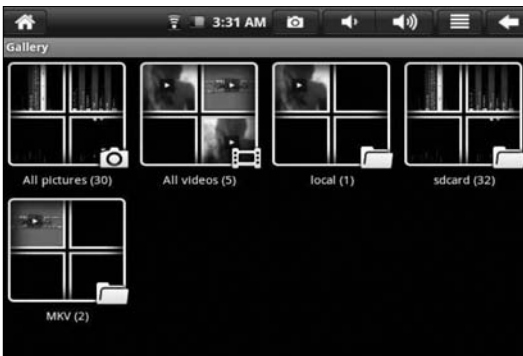 3:31 AM
Gallery
All pictures (30)
All videos (5)
local (1)
sdcard (32)
MKV (2)